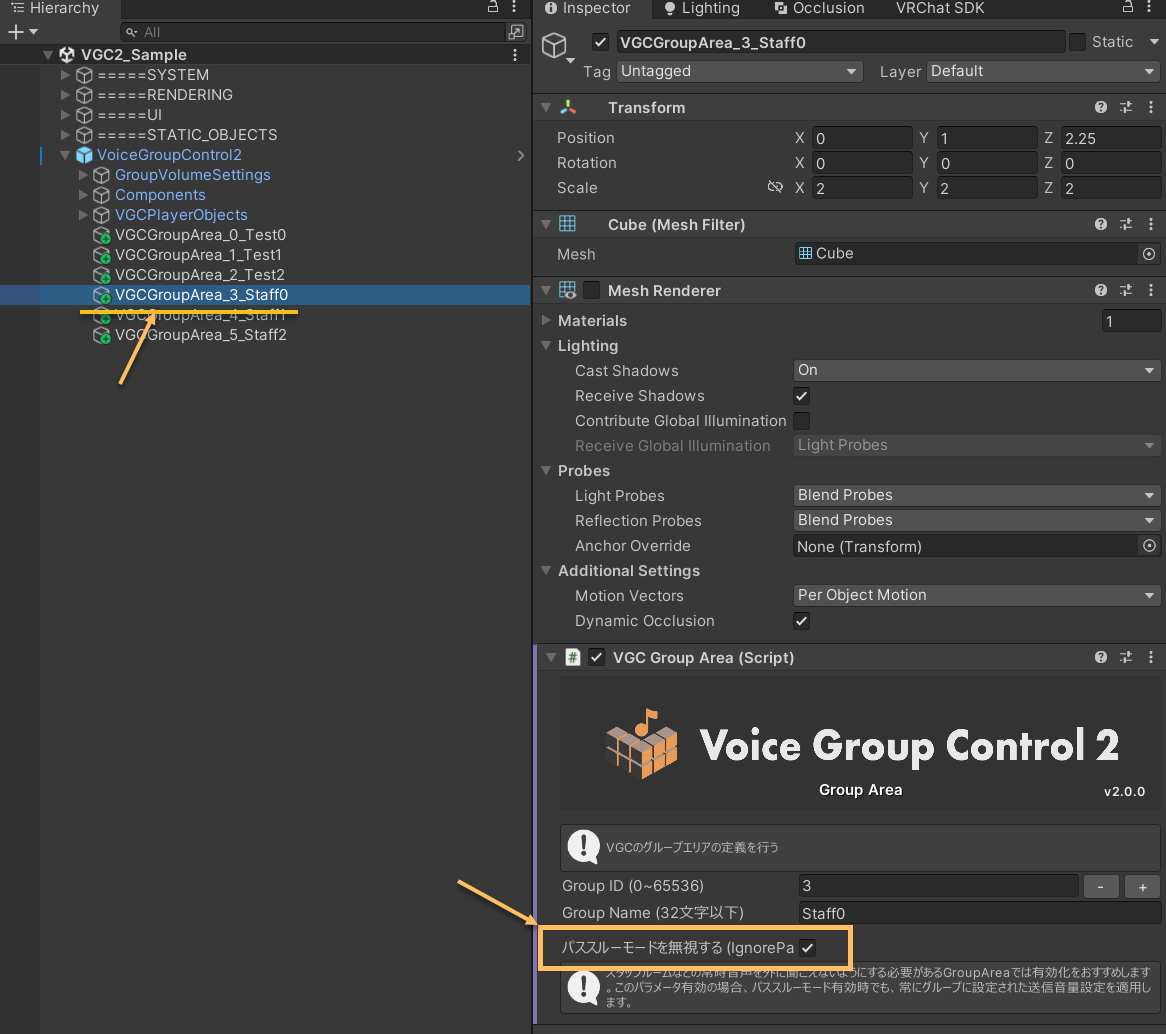 Hierarchy
All
VGC2_Sample
=====SYSTEM
=====RENDERING
=====UI
=====STATIC_OBJECTS
VoiceGroupControl2
GroupVolumeSettings
Components
VGCPlayerObjects
VGCGroupArea_0_Test0
VGCGroupArea_1_Test1
VGCGroupArea_2_Test2
VGCGroupArea_3_Staff0
VGCGroupArea_4_Staff1
VGCGroupArea_5_Staff2
Inspector Lighting Occlusion VRChat SDK
VGCGroupArea_3_Staff0 Static
Tag Untagged Layer Default
Transform
Position X 0 Y 1 Z 2.25
Rotation X 0 Y 0 Z 0
Scale X 2 Y 2 Z 2
Cube (Mesh Filter)
Mesh Cube
Mesh Renderer
Materials 1
Lighting
Cast Shadows On
Receive Shadows
Contribute Global Illumination
Receive Global Illumination Light Probes
Probes
Light Probes Blend Probes
Reflection Probes Blend Probes
Anchor Override None (Transform)
Additional Settings
Motion Vectors Per Object Motion
Dynamic Occlusion
# VGC Group Area (Script)
Voice Group Control 2
Group Area v2.0.0
VGCのグループエリアの定義を行う
Group ID (0~65536) 3 - +
Group Name (32文字以下) Staff0
パススルーモードを無視する (IgnorePa
スタッフルームなどの常時音声を外に聞こえないようにする必要があるGroupAreaでは有効化をおすすめします
。このパラメータ有効の場合、パススルーモード有効時でも、常にグループに設定された送信音量設定を適用し
ます。